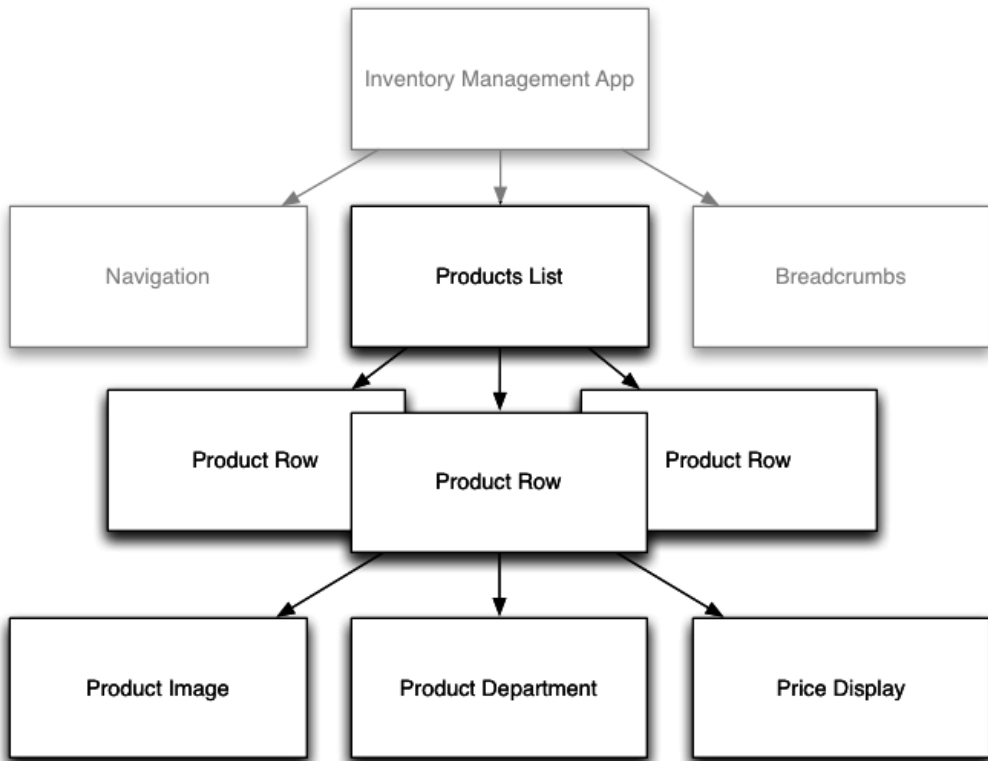 Inventory Management App
Navigation
Products List
Breadcrumbs
Product Row
Product Row
Product Row
Product Image
Product Department
Price Display